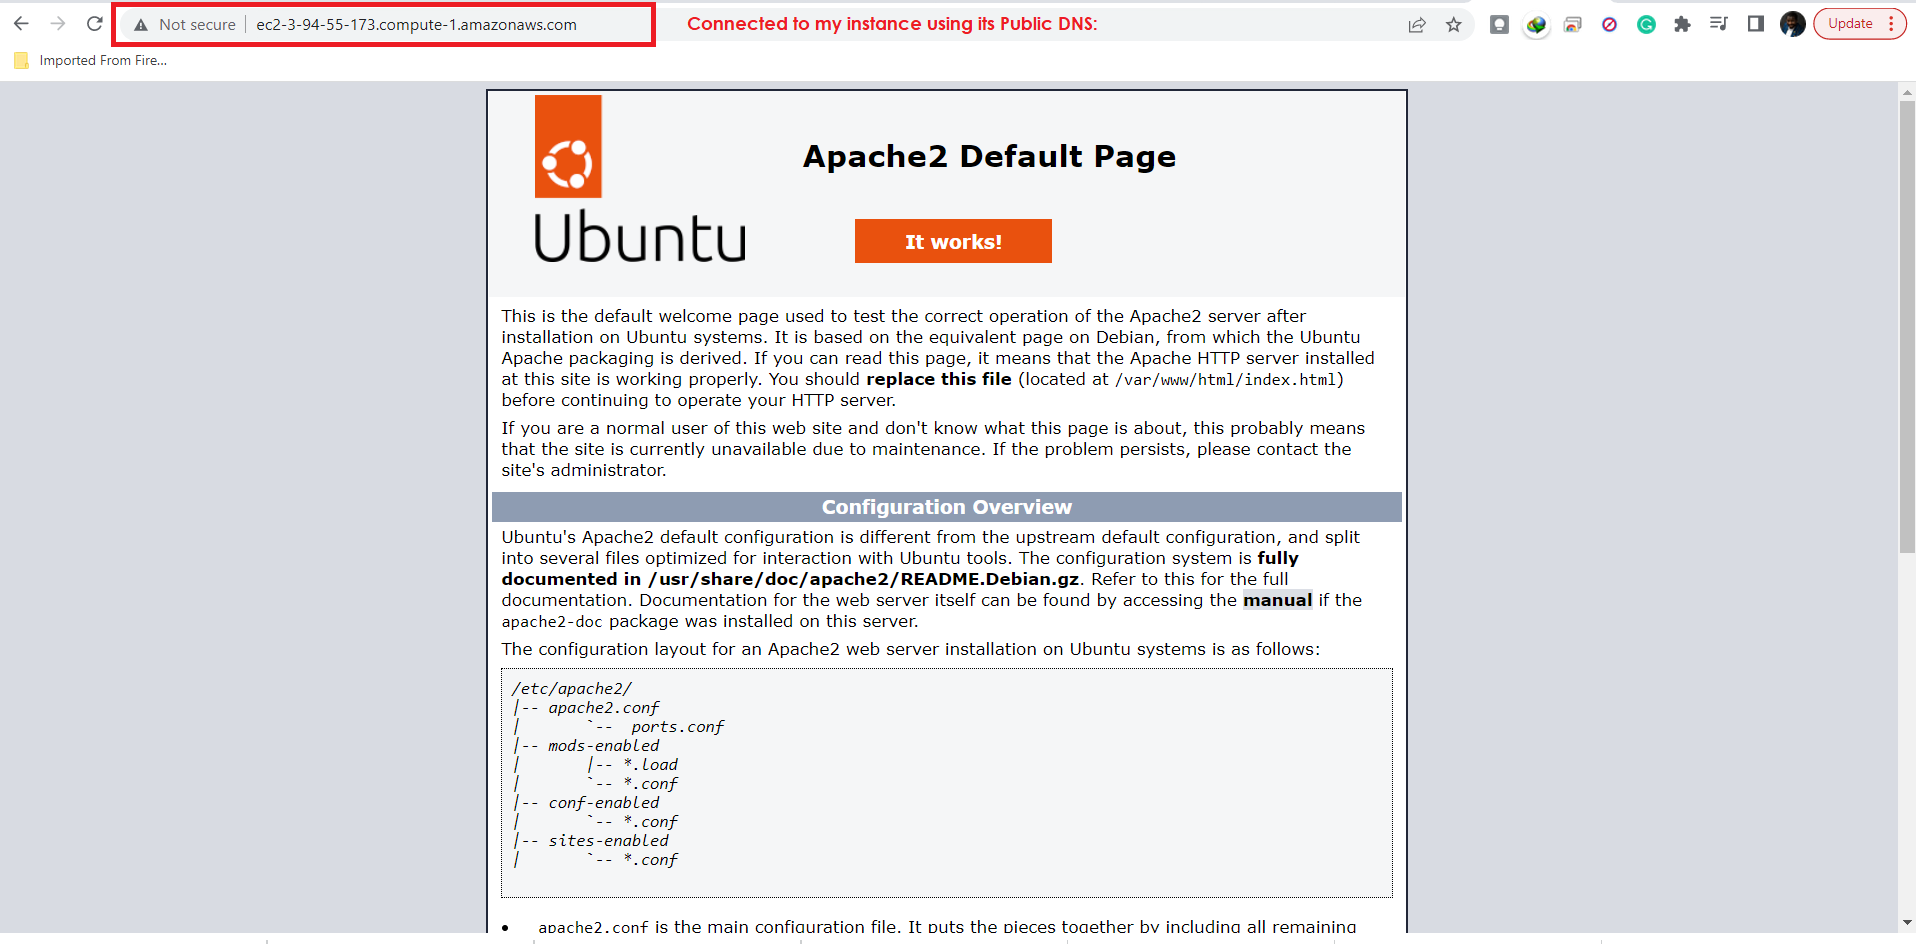 Not secure | ec2-3-94-55-173.compute-1.amazonaws.com
Connected to my instance using its Public DNS:
Update
Imported From Fire...
Apache2 Default Page
Ubuntu
It works!
This is the default welcome page used to test the correct operation of the Apache2 server after
installation on Ubuntu systems. It is based on the equivalent page on Debian, from which the Ubuntu
Apache packaging is derived. If you can read this page, it means that the Apache HTTP server installed
at this site is working properly. You should replace this file (located at /var/www/html/index.html)
before continuing to operate your HTTP server.
If you are a normal user of this web site and don't know what this page is about, this probably means
that the site is currently unavailable due to maintenance. If the problem persists, please contact the
site's administrator.
Configuration Overview
Ubuntu's Apache2 default configuration is different from the upstream default configuration, and split
into several files optimized for interaction with Ubuntu tools. The configuration system is fully
documented in /usr/share/doc/apache2/README.Debian.gz. Refer to this for the full
documentation. Documentation for the web server itself can be found by accessing the manual if the
apache2-doc package was installed on this server.
The configuration layout for an Apache2 web server installation on Ubuntu systems is as follows:
/etc/apache2/
|-- apache2.conf
|       `--  ports.conf
|-- mods-enabled
|       |-- *.load
|       `-- *.conf
|-- conf-enabled
|       `-- *.conf
|-- sites-enabled
|       `-- *.conf
• apache2.conf is the main configuration file. It puts the pieces together by including all remaining